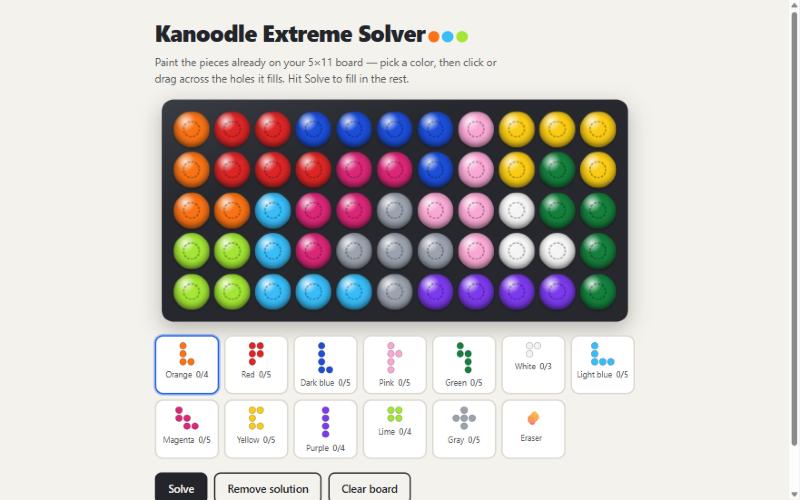 Kanoodle Extreme Solver
Paint the pieces already on your 5×11 board — pick a color, then click or
drag across the holes it fills. Hit Solve to fill in the rest.
Orange 0/4
Red 0/5
Dark blue 0/5
Pink 0/5
Green 0/5
White 0/3
Light blue 0/5
Magenta 0/5
Yellow 0/5
Purple 0/4
Lime 0/4
Gray 0/5
Eraser
Solve
Remove solution
Clear board